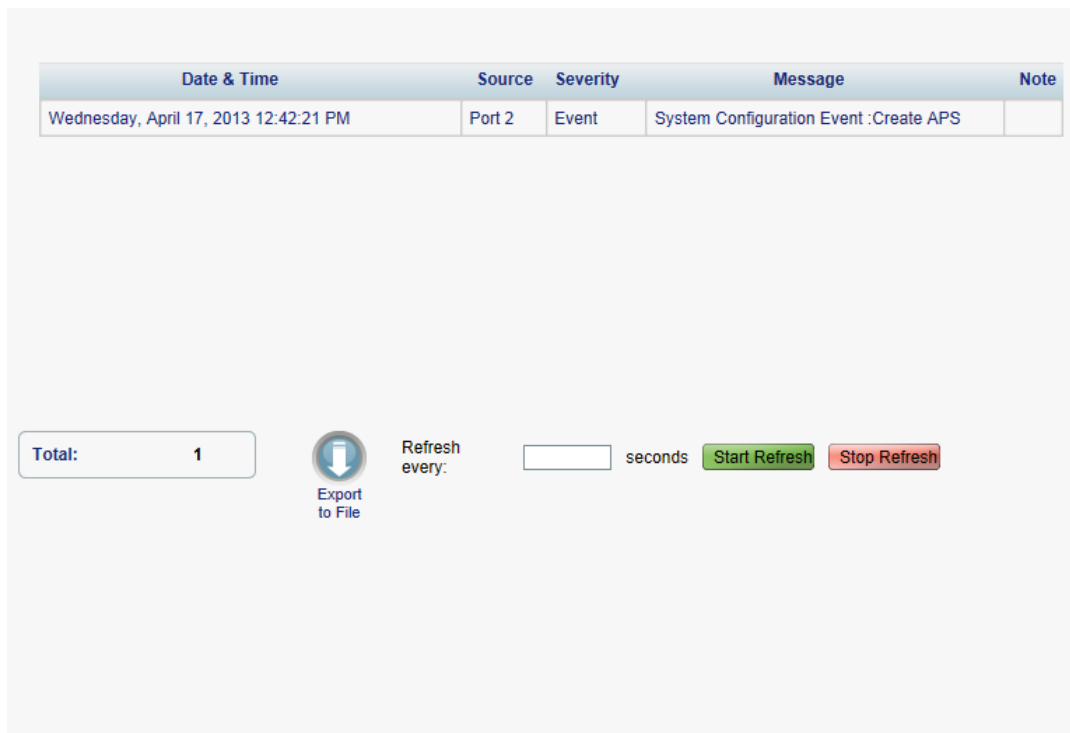 Date & Time Source Severity Message Note
Wednesday, April 17, 2013 12:42:21 PM Port 2 Event System Configuration Event :Create APS
Total: 1
Export
to File
Refresh
every:
seconds
Start Refresh
Stop Refresh